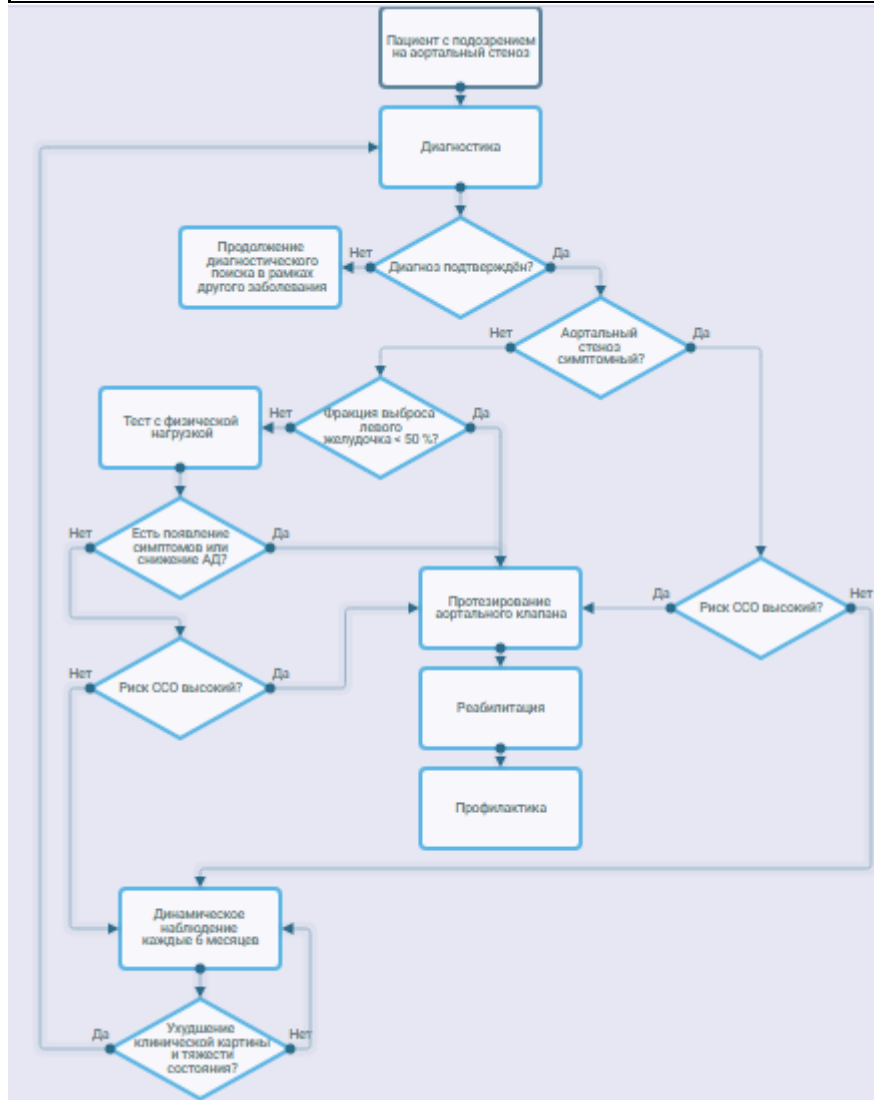 Пациент с подозрением
на аортальный стеноз
Диагностика
Диагноз подтверждён?
Нет
Да
Продолжение
диагностического
поиска в рамках
другого заболевания
Аортальный
стеноз
симптомный?
Нет
Да
Фракция выброса
левого
желудочка < 50 %?
Нет
Да
Тест с физической
нагрузкой
Есть появление
симптомов или
снижение АД?
Нет
Да
Протезирование
аортального клапана
Риск ССО высокий?
Да
Нет
Риск ССО высокий?
Нет
Да
Реабилитация
Профилактика
Динамическое
наблюдение
каждые 6 месяцев
Ухудшение
клинической картины
и тяжести
состояния?
Да
Нет